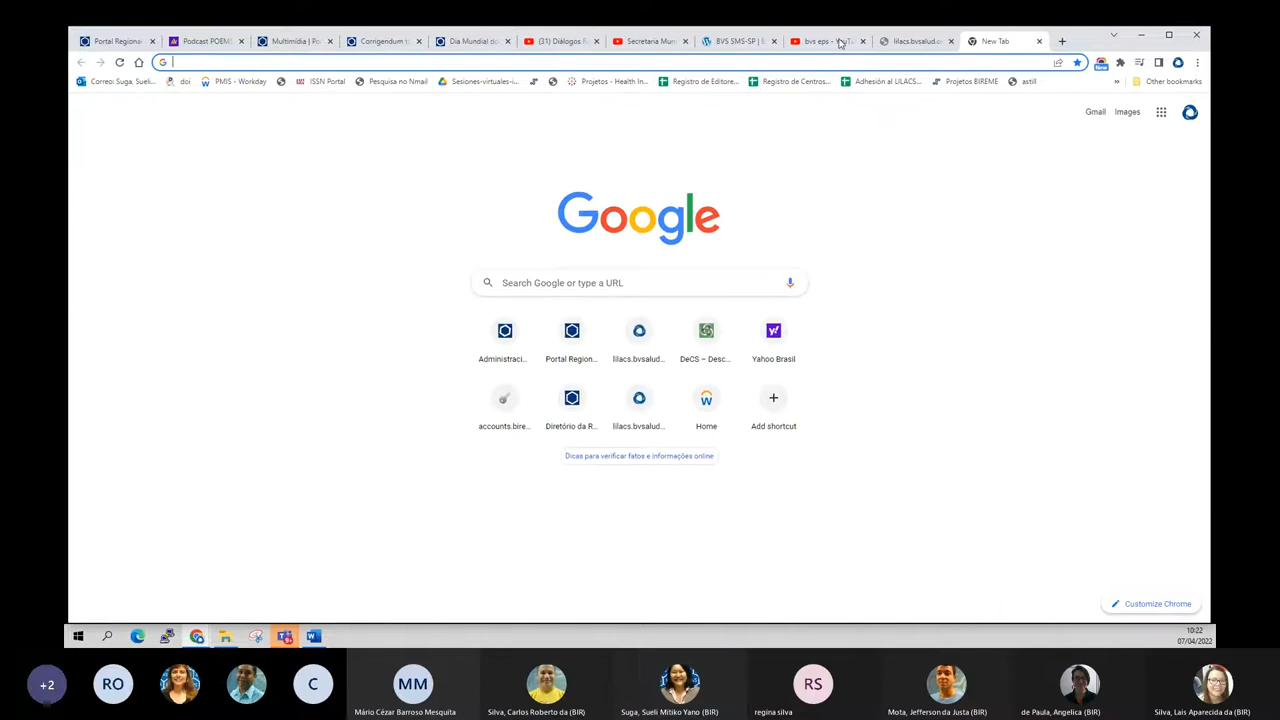 Portal Regiona
Podcast POEMS
Multimídia | Po
Corrigendum t
Dia Mundial do
(31) Diálogos F
Secretaria Mun
BVS SMS-SP | B
bvs eps - YouTu
lilacs.bvsalud.o
New Tab
Correo: Suga, Sueli...
doi
PMIS - Workday
ISSN Portal
Pesquisa no Nmail
Sesiones-virtuales-i...
Projetos - Health In...
Registro de Editore...
Registro de Centros...
Adhesión al LILACS...
Projetos BIREME
astill
»
Other bookmarks
Gmail
Images
Google
Search Google or type a URL
Administraci...
Portal Region...
lilacs.bvsalud...
DeCS – Desc...
Yahoo Brasil
accounts.bire...
Diretório da R...
lilacs.bvsalud...
Home
Add shortcut
Dicas para verificar fatos e informações online
Customize Chrome
10:22
07/04/2022
+2
RO
C
MM
RS
Mário Cézar Barroso Mesquita
Silva, Carlos Roberto da (BIR)
Suga, Sueli Mitiko Yano (BIR)
regina silva
Mota, Jefferson da Justa (BIR)
de Paula, Angelica (BIR)
Silva, Lais Aparecida da (BIR)